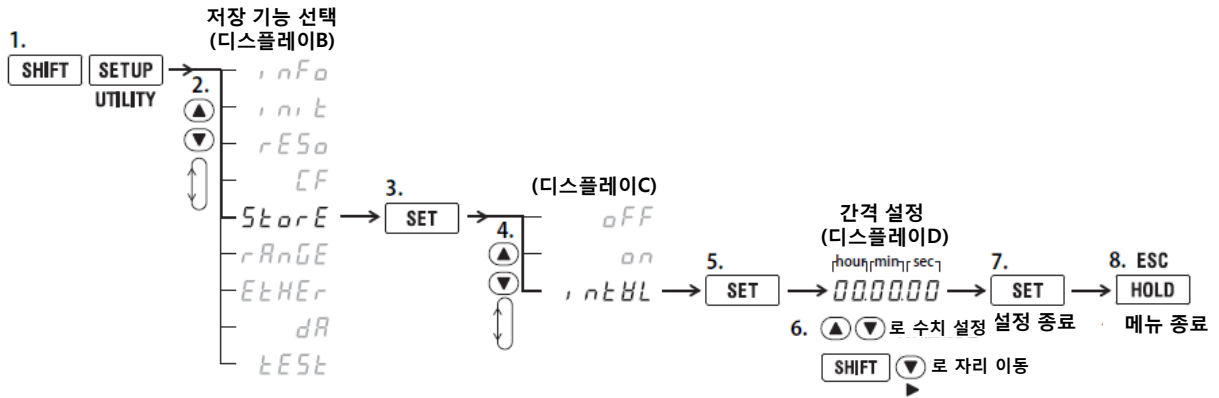 저장 기능 선택
(디스플레이B)
1.
SHIFT SETUP
UTILITY
2.
inFo
init
rESo
CF
StorE
rAnGE
EtHEr
dA
tESt
3.
SET
(디스플레이C)
4.
oFF
on
intVL
5.
SET
간격 설정
(디스플레이D)
hour min sec
00.00.00
6. ▲ ▼ 로 수치 설정
SHIFT ▼ 로 자리 이동
▶
7.
SET
설정 종료
8. ESC
HOLD
메뉴 종료